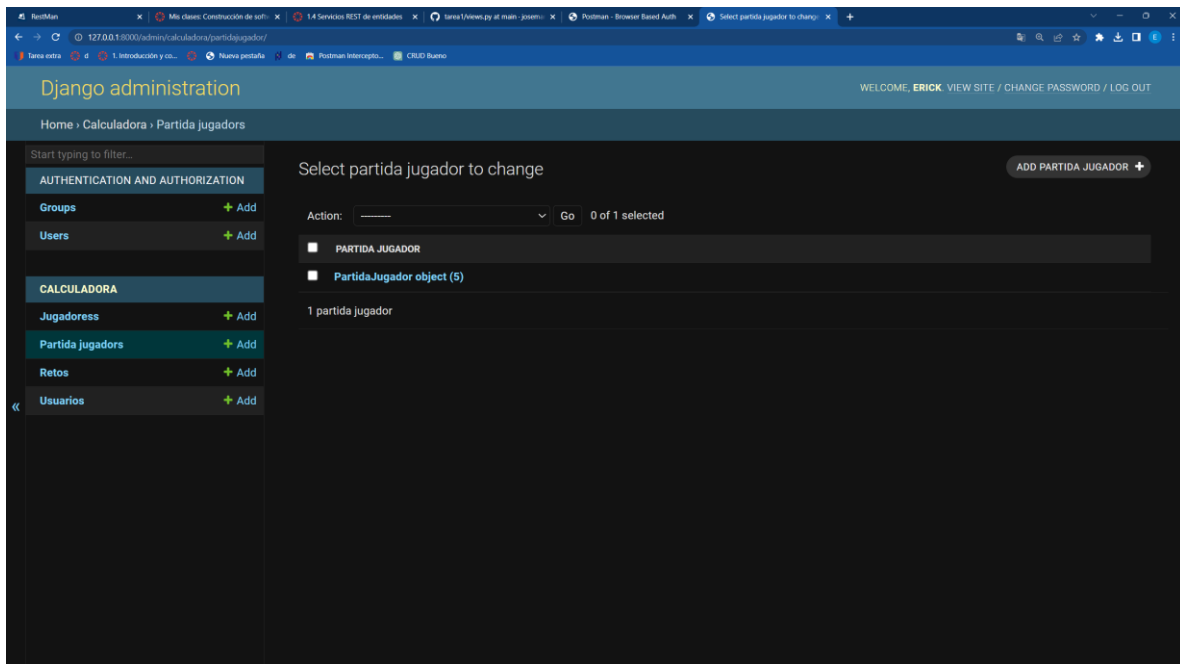 RestMan
Mis clases: Construcción de softw
1.4 Servicios REST de entidades
tarea1/views.py at main · josema
Postman - Browser Based Auth
Select partida jugador to change
127.0.0.1:8000/admin/calculadora/partidajugador/
Tarea extra
d
1. Introducción y co...
Nueva pestaña
de
Postman Intercepto...
CRUD Bueno
Django administration
WELCOME, ERICK. VIEW SITE / CHANGE PASSWORD / LOG OUT
Home › Calculadora › Partida jugadors
Start typing to filter...
AUTHENTICATION AND AUTHORIZATION
Groups + Add
Users + Add
CALCULADORA
Jugadoress + Add
Partida jugadors + Add
Retos + Add
Usuarios + Add
«
Select partida jugador to change
ADD PARTIDA JUGADOR +
Action: --------- Go 0 of 1 selected
PARTIDA JUGADOR
PartidaJugador object (5)
1 partida jugador